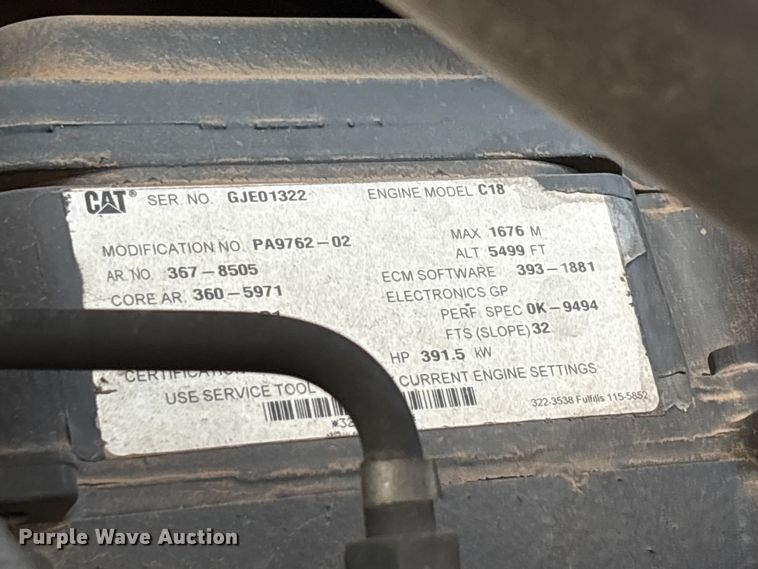 CAT® SER. NO. GJE01322 ENGINE MODEL C18
MODIFICATION NO. PA9762-02 MAX 1676 M
ALT 5499 FT
AR. NO. 367-8505 ECM SOFTWARE 393-1881
CORE AR. 360-5971 ELECTRONICS GP
PERF. SPEC 0K-9494
FTS (SLOPE) 32
HP 391.5 kW
CERTIFICATION
USE SERVICE TOOL CURRENT ENGINE SETTINGS
322-3538 Fulfills 115-5852
Purple Wave Auction